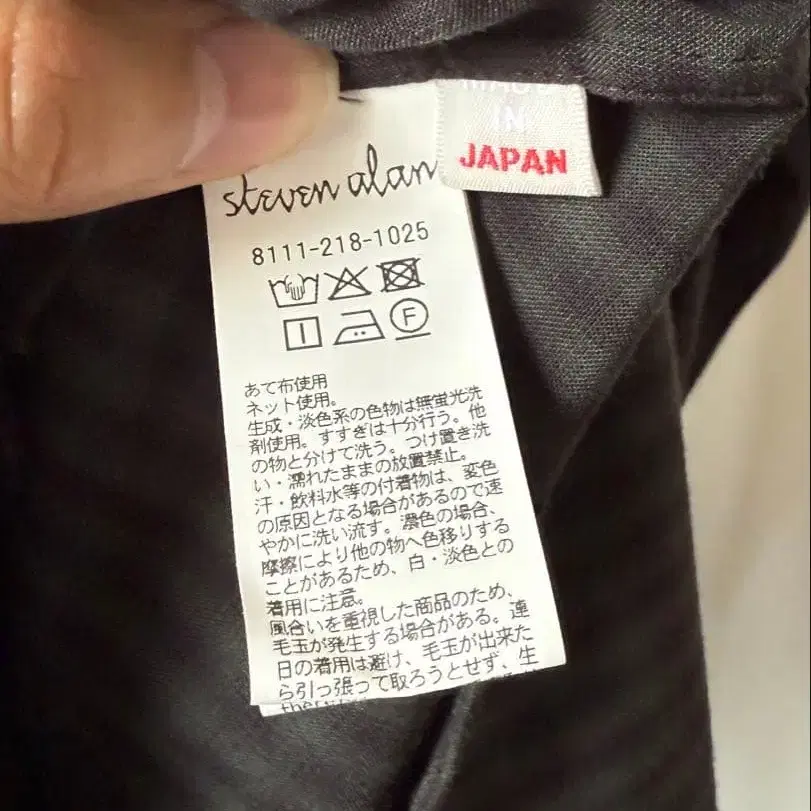 MADE
IN
JAPAN
steven alan
8111-218-1025
F
あて布使用
ネット使用。
生成・淡色系の色物は無蛍光洗
剤使用。すすぎは十分行う。他
の物と分けて洗う。つけ置き洗
い・濡れたままの放置禁止。
汗・飲料水等の付着物は、変色
の原因となる場合があるので速
やかに洗い流す。濃色の場合、
摩擦により他の物へ色移りする
ことがあるため、白・淡色との
着用に注意。
風合いを重視した商品のため、
毛玉が発生する場合がある。連
日の着用は避け、毛玉が出来た
ら引っ張って取ろうとせず、生